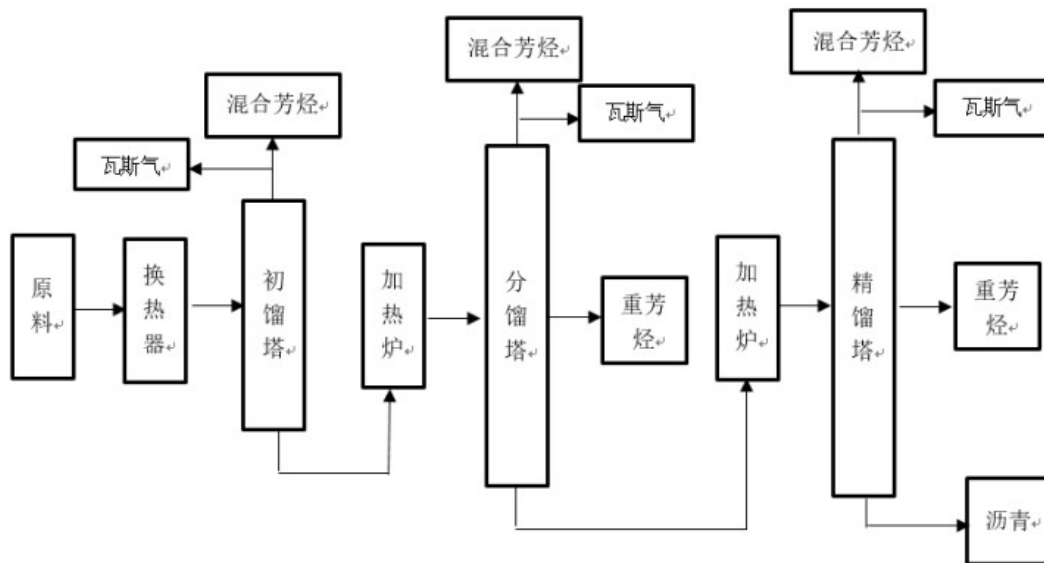 混合芳烃
混合芳烃
混合芳烃
瓦斯气
瓦斯气
瓦斯气
原
料
换
热
器
初
馏
塔
加
热
炉
分
馏
塔
重芳
烃
加
热
炉
精
馏
塔
重芳
烃
沥青